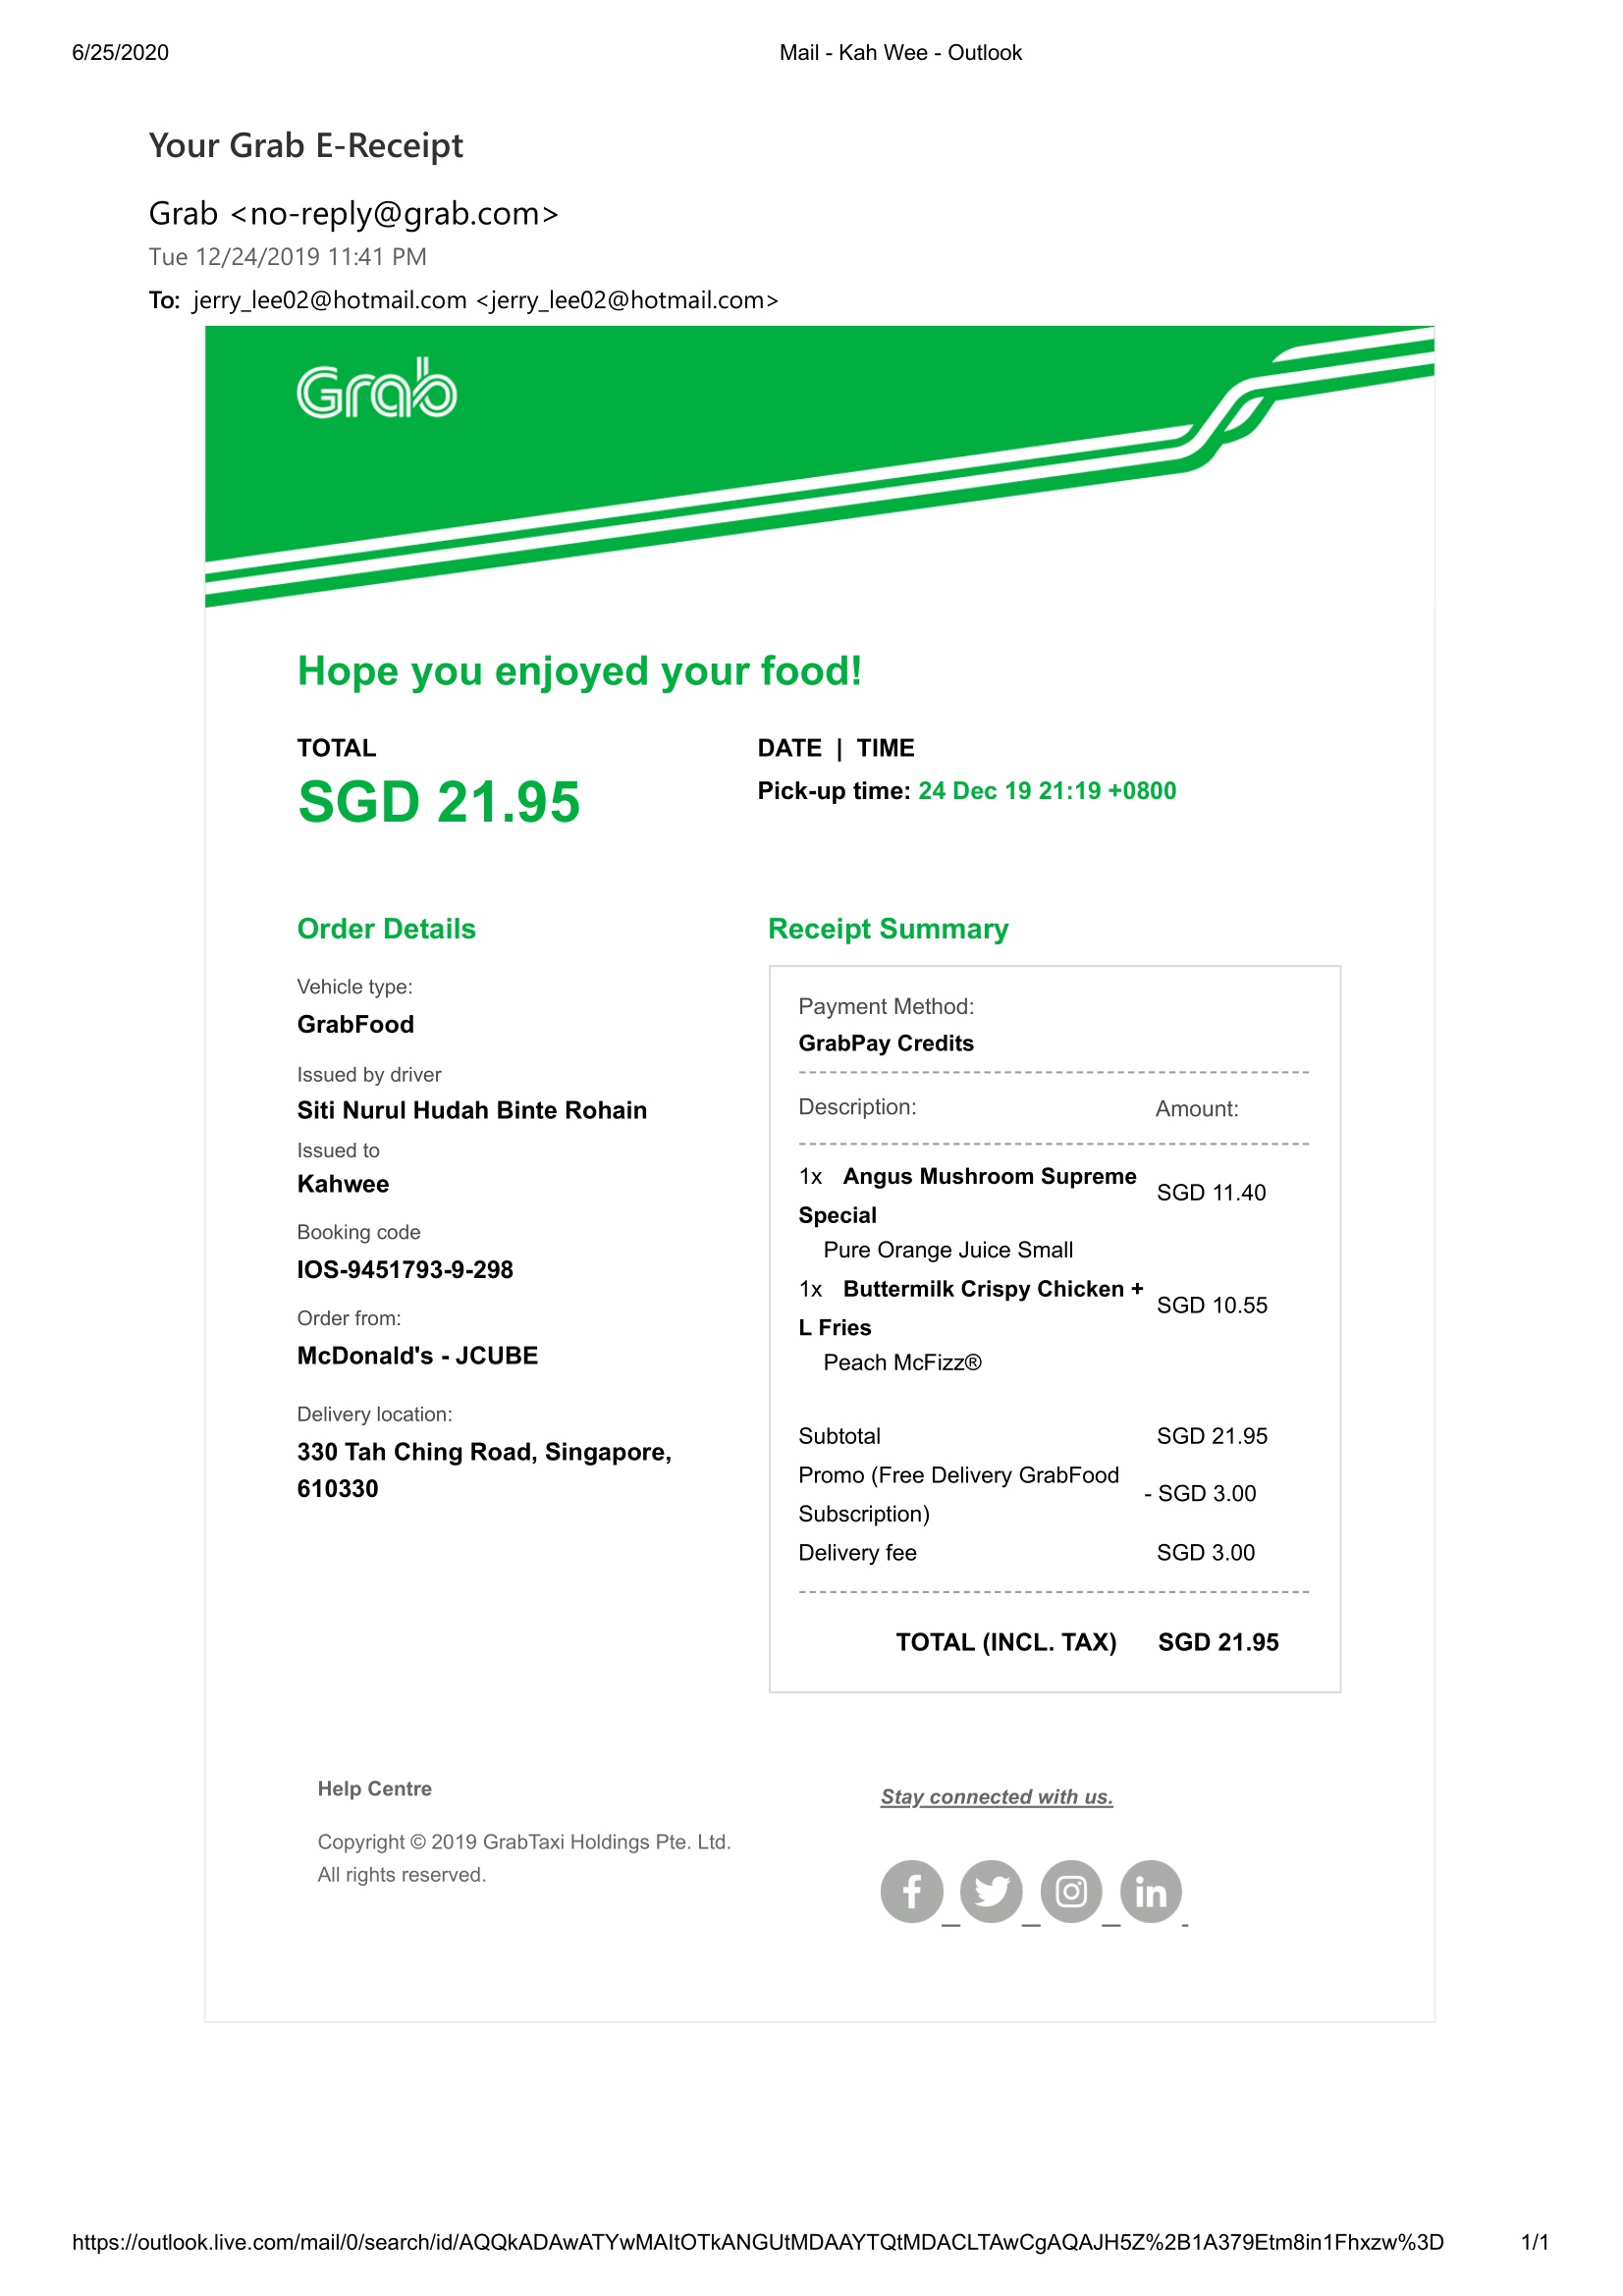 6/25/2020
Mail - Kah Wee - Outlook
Your Grab E-Receipt
Grab <no-reply@grab.com>
Tue 12/24/2019 11:41 PM
To: jerry_lee02@hotmail.com <jerry_lee02@hotmail.com>
Grab
Hope you enjoyed your food!
TOTAL
SGD 21.95
DATE | TIME
Pick-up time: 24 Dec 19 21:19 +0800
Order Details
Vehicle type:
GrabFood
Issued by driver
Siti Nurul Hudah Binte Rohain
Issued to
Kahwee
Booking code
IOS-9451793-9-298
Order from:
McDonald's - JCUBE
Delivery location:
330 Tah Ching Road, Singapore,
610330
Receipt Summary
Payment Method:
GrabPay Credits
Description: Amount:
1x Angus Mushroom Supreme SGD 11.40
Special
Pure Orange Juice Small
1x Buttermilk Crispy Chicken + SGD 10.55
L Fries
Peach McFizz®
Subtotal SGD 21.95
Promo (Free Delivery GrabFood - SGD 3.00
Subscription)
Delivery fee SGD 3.00
TOTAL (INCL. TAX) SGD 21.95
Help Centre
Copyright © 2019 GrabTaxi Holdings Pte. Ltd.
All rights reserved.
Stay connected with us.
https://outlook.live.com/mail/0/search/id/AQQkADAwATYwMAItOTkANGUtMDAAYTQtMDACLTAwCgAQAJH5Z%2B1A379Etm8in1Fhxzw%3D
1/1